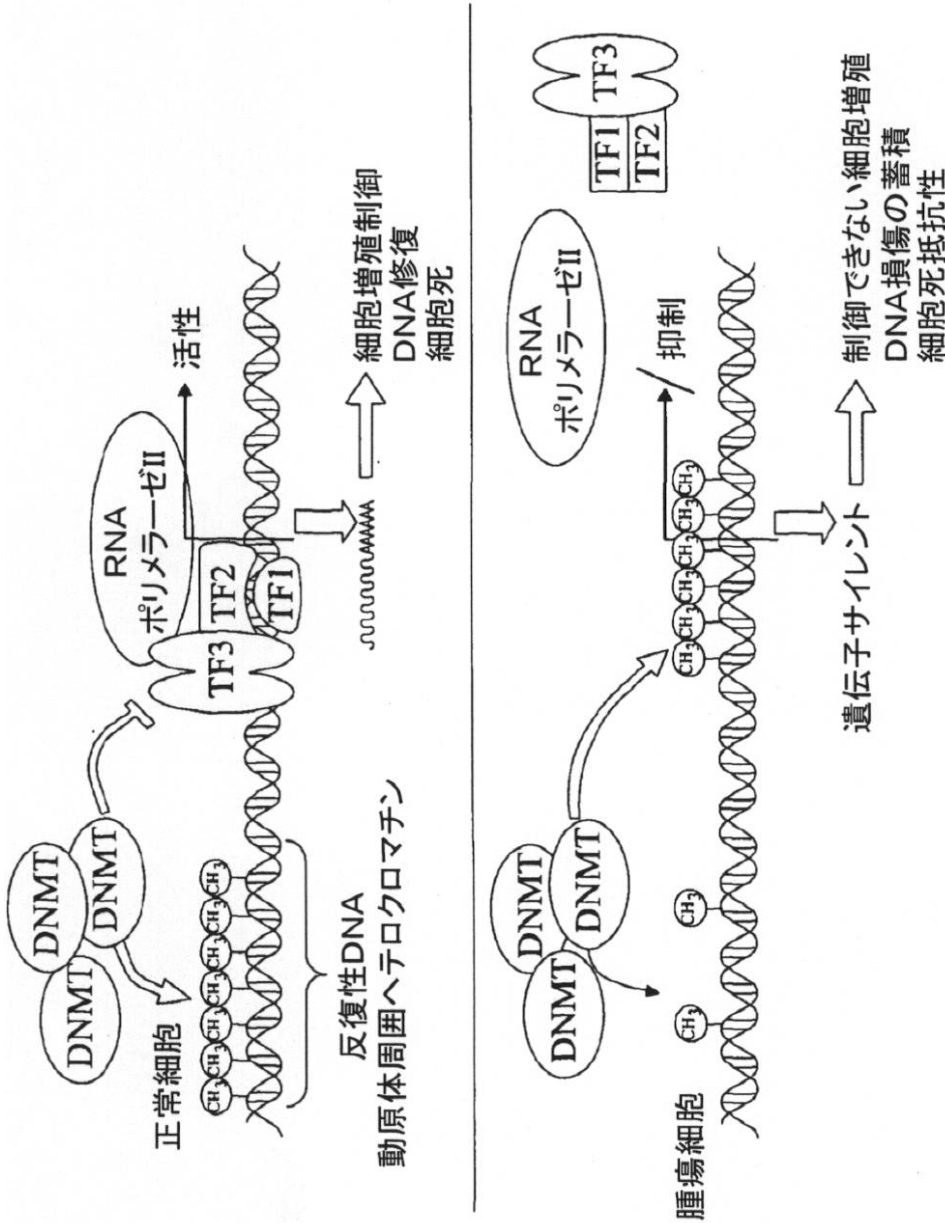 正常細胞
DNMT
DNMT
DNMT
CH3
CH3
CH3
CH3
CH3
CH3
CH3
反復性DNA
動原体周囲ヘテロクロマチン
TF3
TF2
TF1
RNA
ポリメラーゼII
活性
細胞増殖制御
DNA修復
細胞死
腫瘍細胞
DNMT
DNMT
DNMT
CH3
CH3
CH3
CH3
CH3
CH3
CH3
CH3
RNA
ポリメラーゼII
抑制
TF1
TF2
TF3
遺伝子サイレント
制御できない細胞増殖
DNA損傷の蓄積
細胞死抵抗性